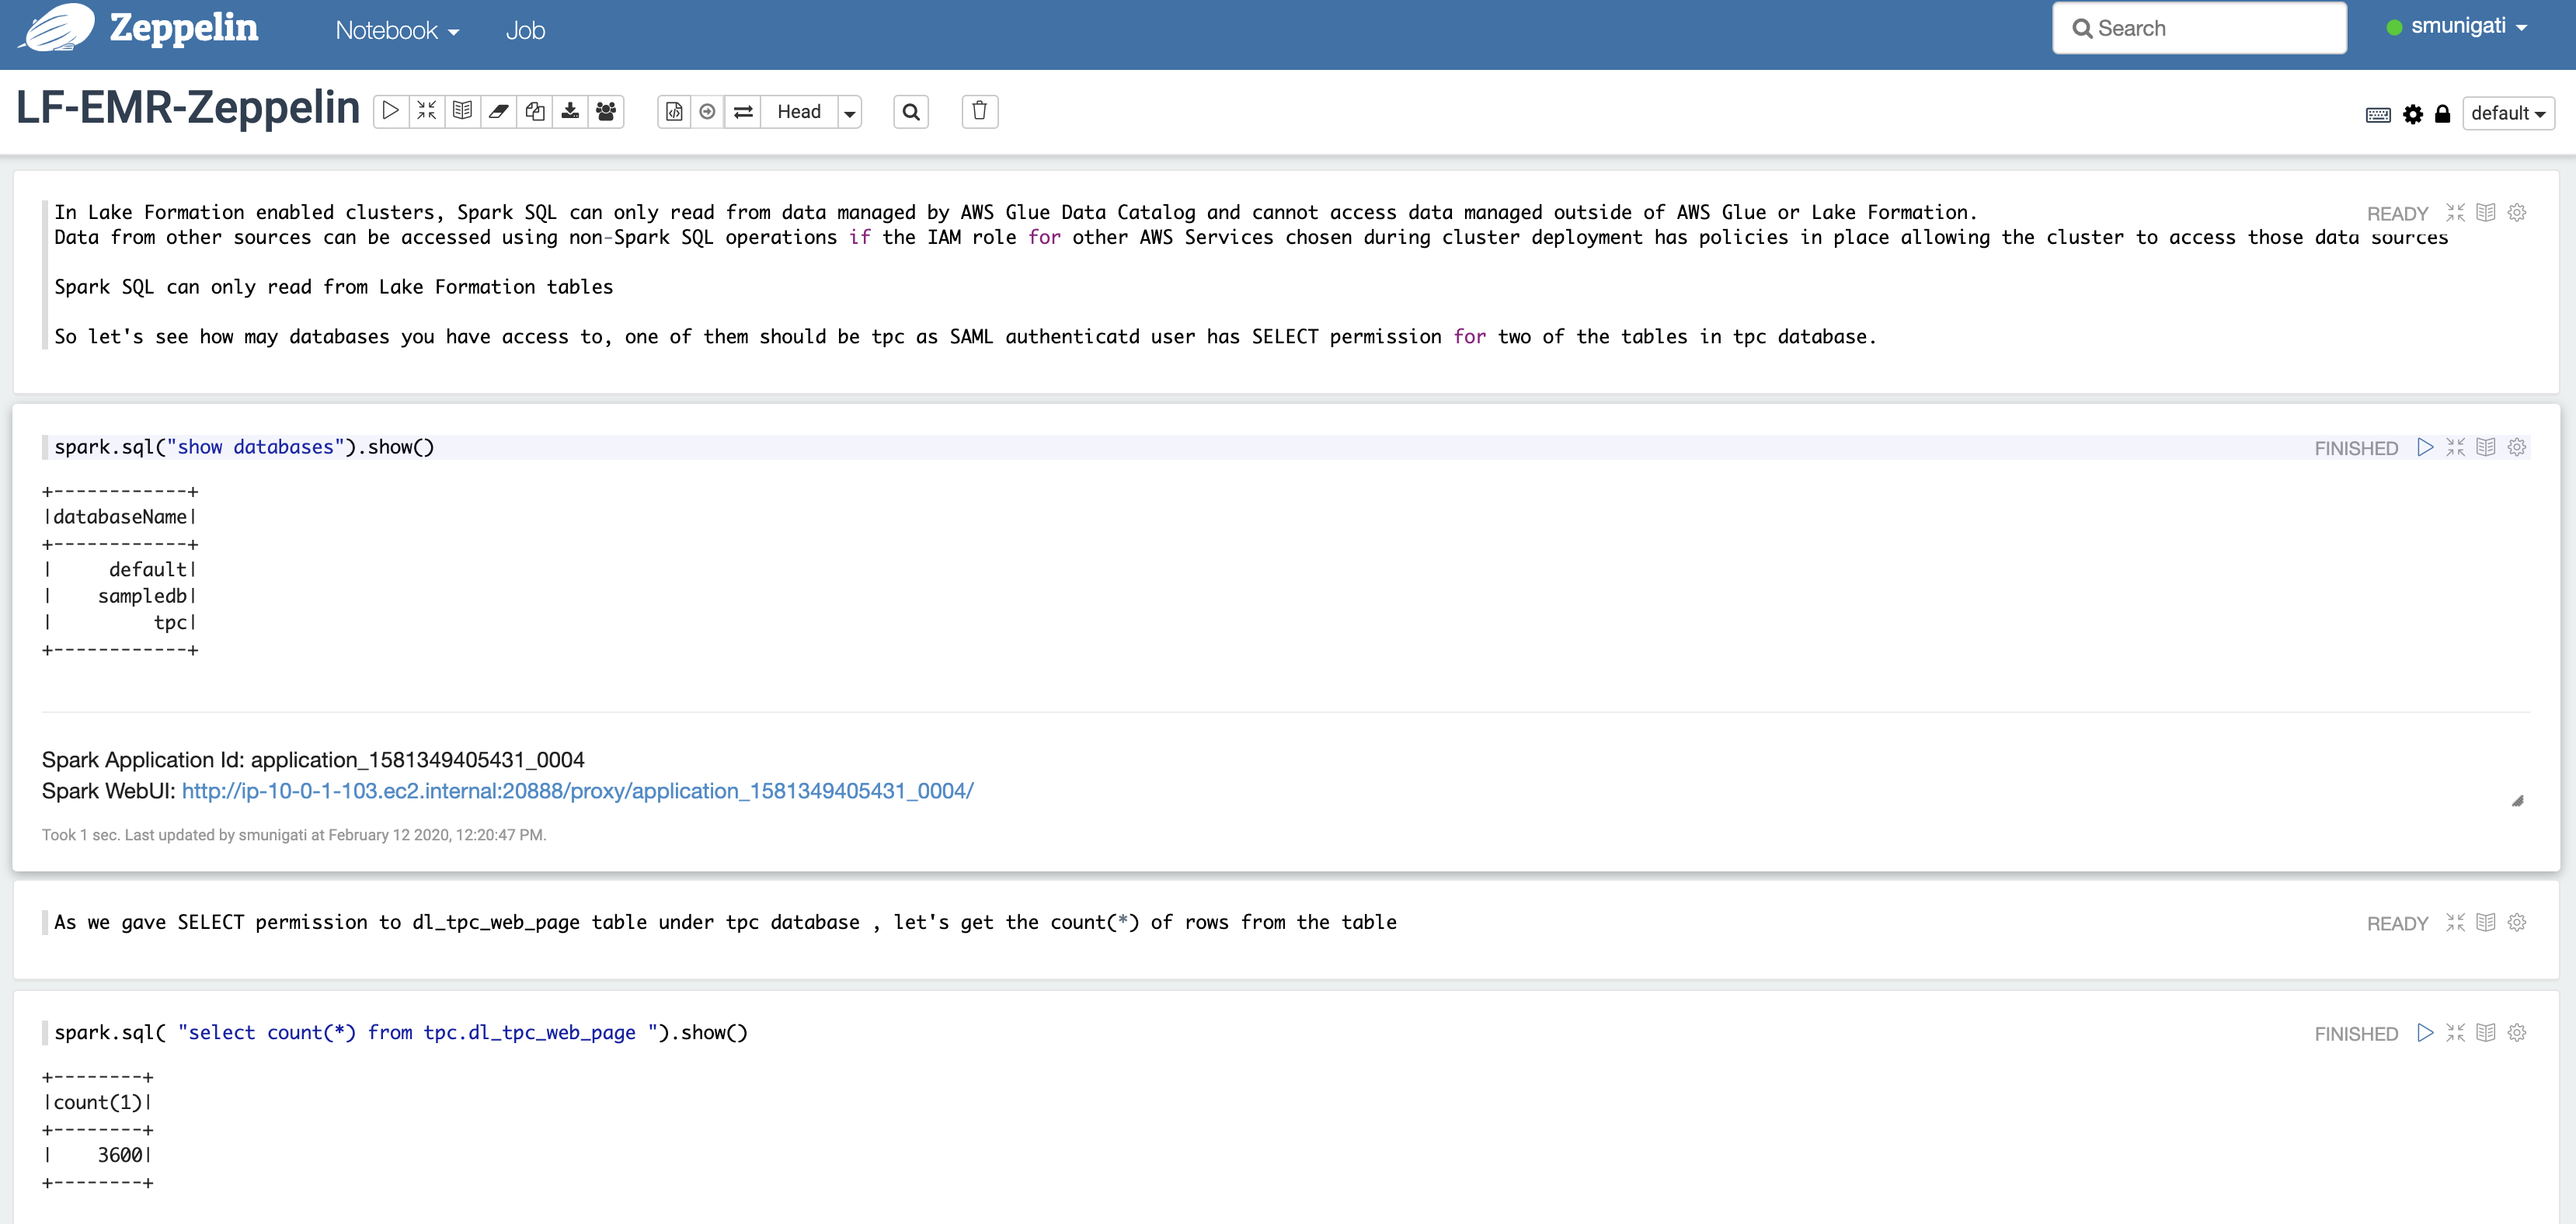 Zeppelin Notebook Job Search smunigati
LF-EMR-Zeppelin Head default
In Lake Formation enabled clusters, Spark SQL can only read from data managed by AWS Glue Data Catalog and cannot access data managed outside of AWS Glue or Lake Formation.
READY
Data from other sources can be accessed using non-Spark SQL operations if the IAM role for other AWS Services chosen during cluster deployment has policies in place allowing the cluster to access those data sources
Spark SQL can only read from Lake Formation tables
So let's see how may databases you have access to, one of them should be tpc as SAML authenticatd user has SELECT permission for two of the tables in tpc database.
spark.sql("show databases").show()
FINISHED
+------------+
|databaseName|
+------------+
|     default|
|    sampledb|
|         tpc|
+------------+
Spark Application Id: application_1581349405431_0004
Spark WebUI: http://ip-10-0-1-103.ec2.internal:20888/proxy/application_1581349405431_0004/
Took 1 sec. Last updated by smunigati at February 12 2020, 12:20:47 PM.
As we gave SELECT permission to dl_tpc_web_page table under tpc database , let's get the count(*) of rows from the table
READY
spark.sql( "select count(*) from tpc.dl_tpc_web_page ").show()
FINISHED
+--------+
|count(1)|
+--------+
|    3600|
+--------+